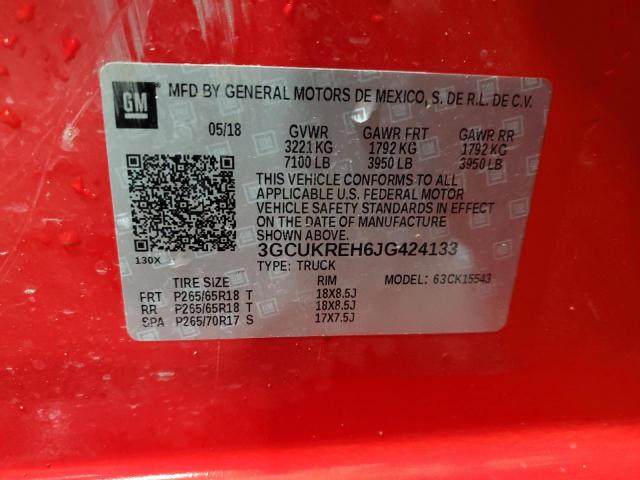 GM
MFD BY GENERAL MOTORS DE MEXICO, S. DE R.L. DE C.V.
05/18 GVWR GAWR FRT GAWR RR
3221 KG 1792 KG 1792 KG
7100 LB 3950 LB 3950 LB
THIS VEHICLE CONFORMS TO ALL
APPLICABLE U.S. FEDERAL MOTOR
VEHICLE SAFETY STANDARDS IN EFFECT
ON THE DATE OF MANUFACTURE
SHOWN ABOVE.
130X 3GCUKREH6JG424133
TYPE: TRUCK
TIRE SIZE RIM MODEL: 63CK15543
FRT P265/65R18 T 18X8.5J
RR P265/65R18 T 18X8.5J
SPA P265/70R17 S 17X7.5J